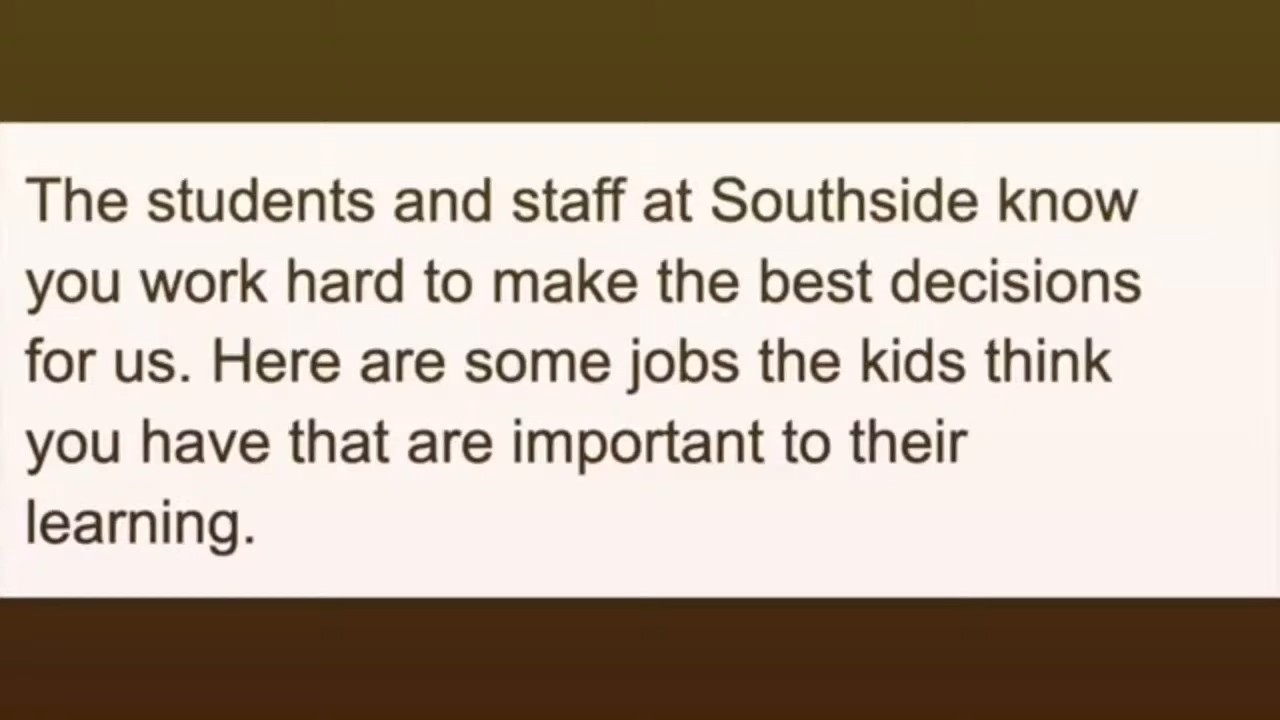 The students and staff at Southside know
you work hard to make the best decisions
for us. Here are some jobs the kids think
you have that are important to their
learning.